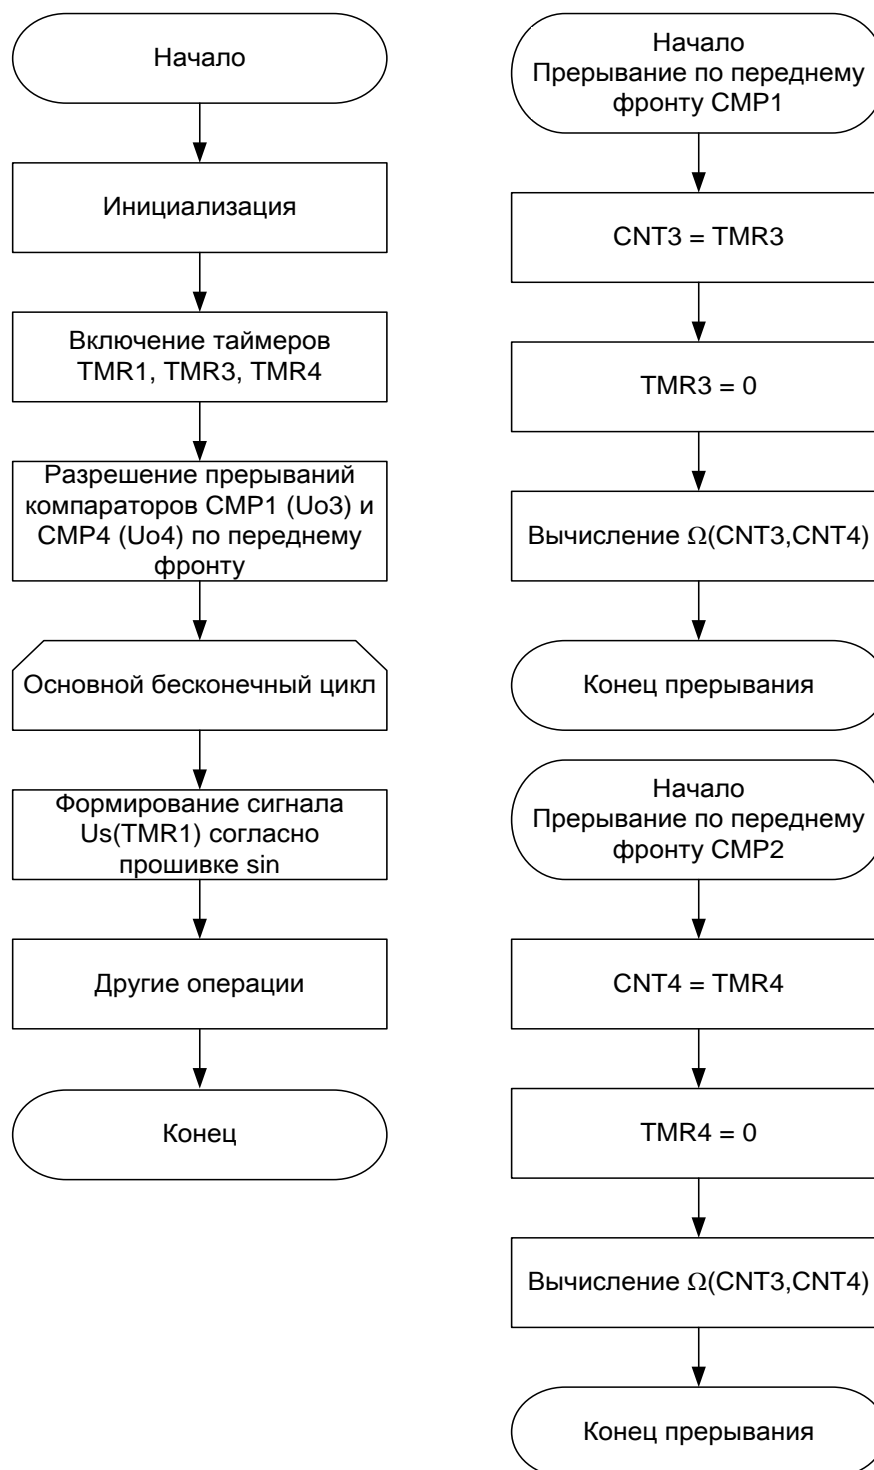 Начало
Инициализация
Включение таймеров
TMR1, TMR3, TMR4
Разрешение прерываний
компараторов CMP1 (Uo3) и
CMP4 (Uo4) по переднему
фронту
Основной бесконечный цикл
Формирование сигнала
Us(TMR1) согласно
прошивке sin
Другие операции
Конец
Начало
Прерывание по переднему
фронту CMP1
CNT3 = TMR3
TMR3 = 0
Вычисление Ω(CNT3,CNT4)
Конец прерывания
Начало
Прерывание по переднему
фронту CMP2
CNT4 = TMR4
TMR4 = 0
Вычисление Ω(CNT3,CNT4)
Конец прерывания